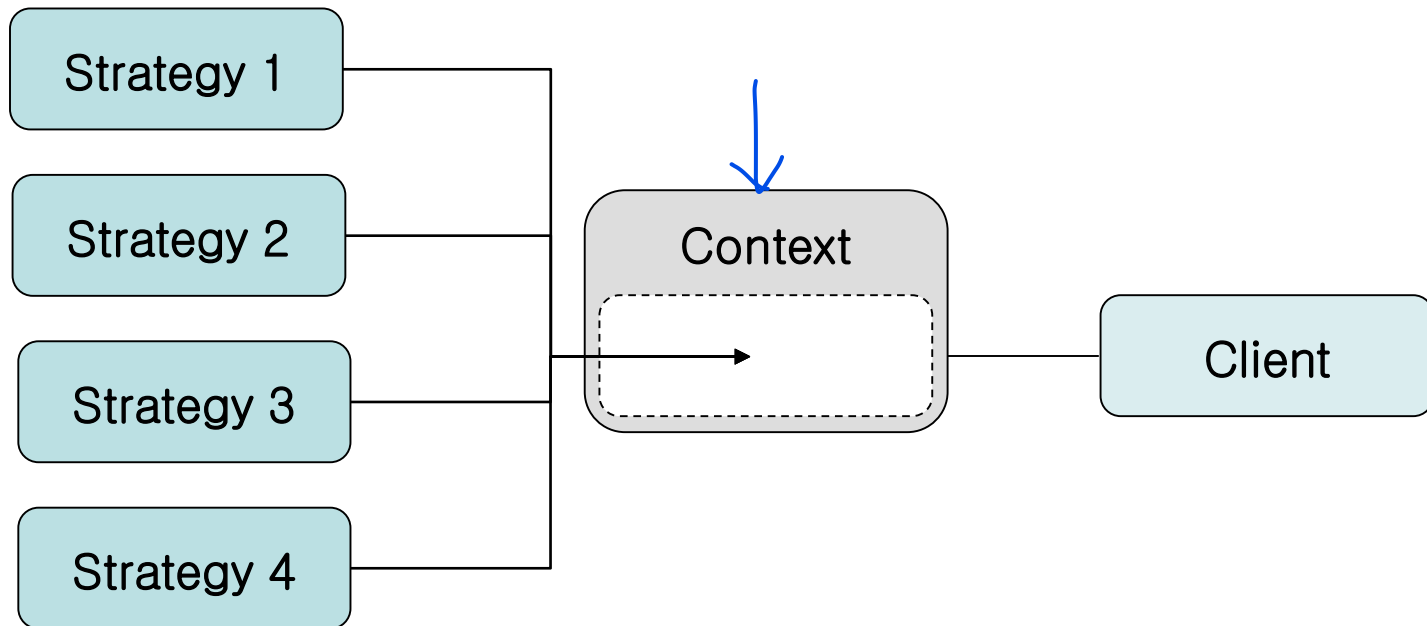 Strategy 1
Strategy 2
Strategy 3
Strategy 4
Context
Client